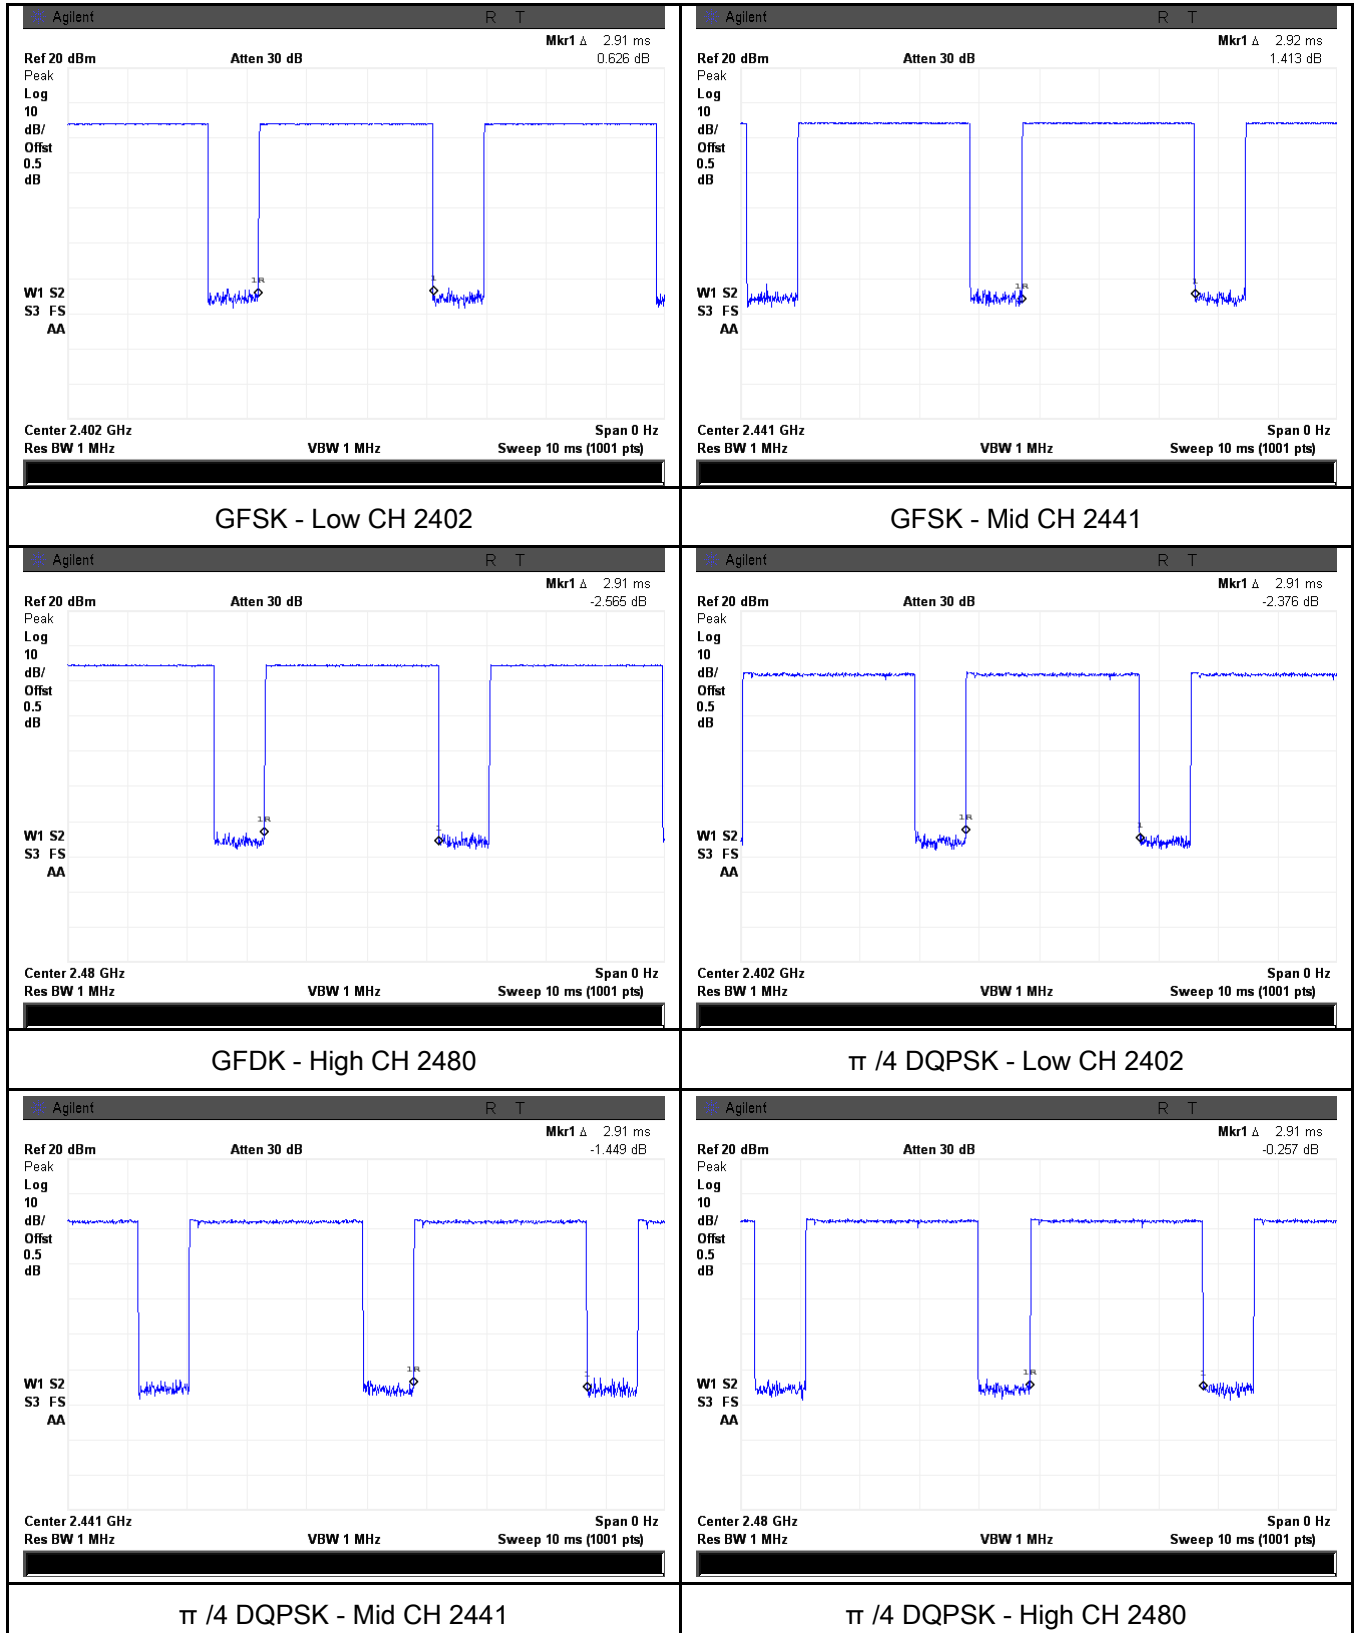 Agilent R T
Mkr1 Δ 2.91 ms
Ref 20 dBm Atten 30 dB 0.626 dB
Peak
Log
10
dB/
Offst
0.5
dB
1R
1
W1 S2
S3 FS
AA
Center 2.402 GHz Span 0 Hz
Res BW 1 MHz VBW 1 MHz Sweep 10 ms (1001 pts)
GFSK - Low CH 2402
Agilent R T
Mkr1 Δ 2.92 ms
Ref 20 dBm Atten 30 dB 1.413 dB
Peak
Log
10
dB/
Offst
0.5
dB
1R
1
W1 S2
S3 FS
AA
Center 2.441 GHz Span 0 Hz
Res BW 1 MHz VBW 1 MHz Sweep 10 ms (1001 pts)
GFSK - Mid CH 2441
Agilent R T
Mkr1 Δ 2.91 ms
Ref 20 dBm Atten 30 dB -2.565 dB
Peak
Log
10
dB/
Offst
0.5
dB
1R
1
W1 S2
S3 FS
AA
Center 2.48 GHz Span 0 Hz
Res BW 1 MHz VBW 1 MHz Sweep 10 ms (1001 pts)
GFDK - High CH 2480
Agilent R T
Mkr1 Δ 2.91 ms
Ref 20 dBm Atten 30 dB -2.376 dB
Peak
Log
10
dB/
Offst
0.5
dB
1R
1
W1 S2
S3 FS
AA
Center 2.402 GHz Span 0 Hz
Res BW 1 MHz VBW 1 MHz Sweep 10 ms (1001 pts)
π /4 DQPSK - Low CH 2402
Agilent R T
Mkr1 Δ 2.91 ms
Ref 20 dBm Atten 30 dB -1.449 dB
Peak
Log
10
dB/
Offst
0.5
dB
1R
1
W1 S2
S3 FS
AA
Center 2.441 GHz Span 0 Hz
Res BW 1 MHz VBW 1 MHz Sweep 10 ms (1001 pts)
π /4 DQPSK - Mid CH 2441
Agilent R T
Mkr1 Δ 2.91 ms
Ref 20 dBm Atten 30 dB -0.257 dB
Peak
Log
10
dB/
Offst
0.5
dB
1R
1
W1 S2
S3 FS
AA
Center 2.48 GHz Span 0 Hz
Res BW 1 MHz VBW 1 MHz Sweep 10 ms (1001 pts)
π /4 DQPSK - High CH 2480